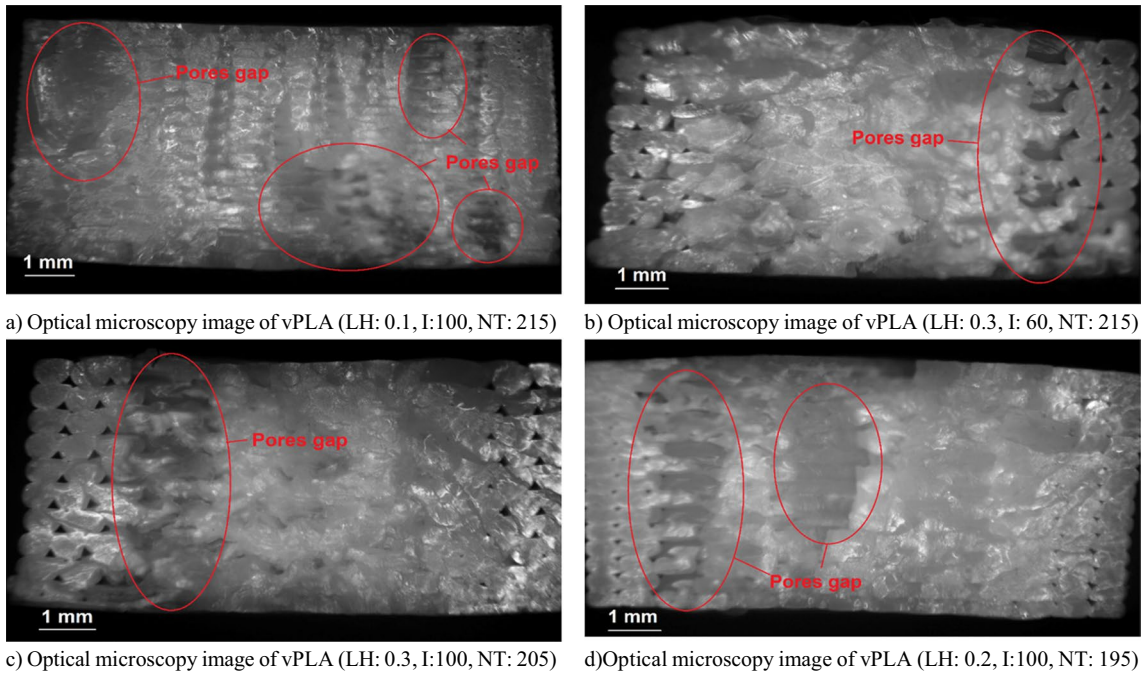 Pores gap
Pores gap
1 mm
a) Optical microscopy image of vPLA (LH: 0.1, I:100, NT: 215)
Pores gap
1 mm
b) Optical microscopy image of vPLA (LH: 0.3, I: 60, NT: 215)
Pores gap
1 mm
c) Optical microscopy image of vPLA (LH: 0.3, I:100, NT: 205)
Pores gap
1 mm
d)Optical microscopy image of vPLA (LH: 0.2, I:100, NT: 195)